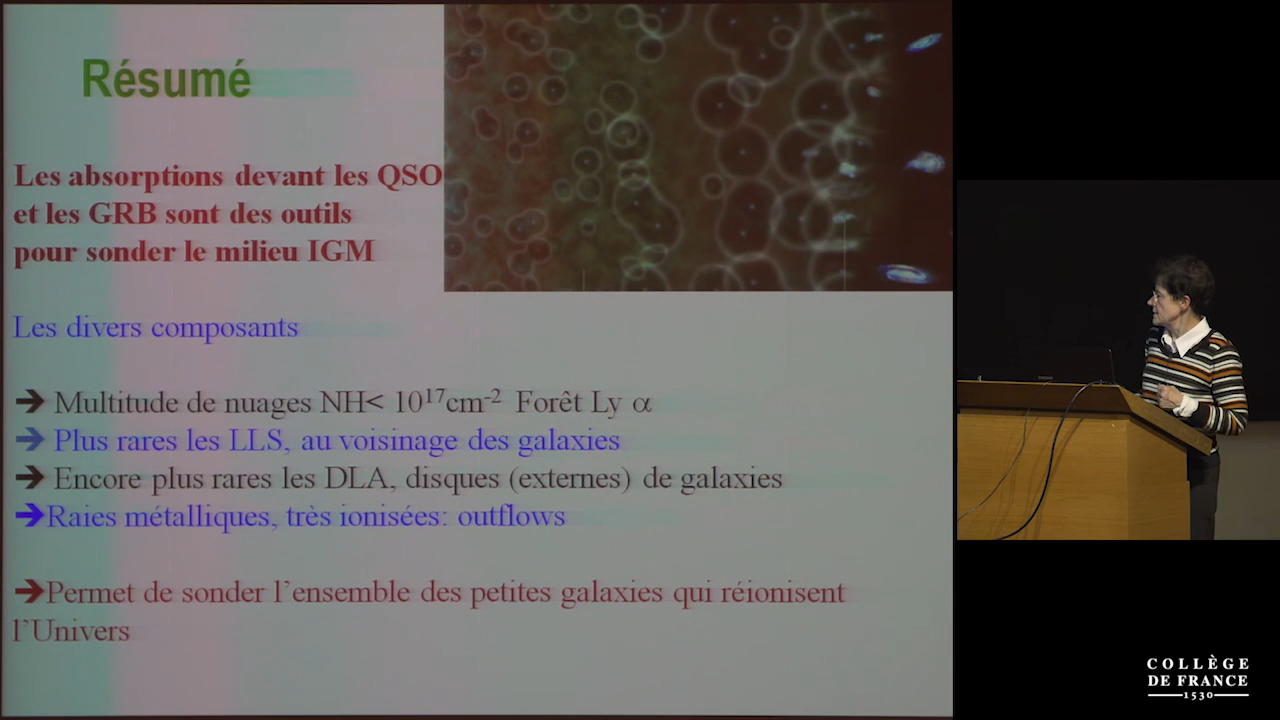 Résumé
Les absorptions devant les QSO
et les GRB sont des outils
pour sonder le milieu IGM
Les divers composants
➔ Multitude de nuages NH< 10¹⁷cm⁻² Forêt Ly α
➔ Plus rares les LLS, au voisinage des galaxies
➔ Encore plus rares les DLA, disques (externes) de galaxies
➔Raies métalliques, très ionisées: outflows
➔Permet de sonder l’ensemble des petites galaxies qui réionisent
l’Univers
COLLÈGE
DE FRANCE
1530